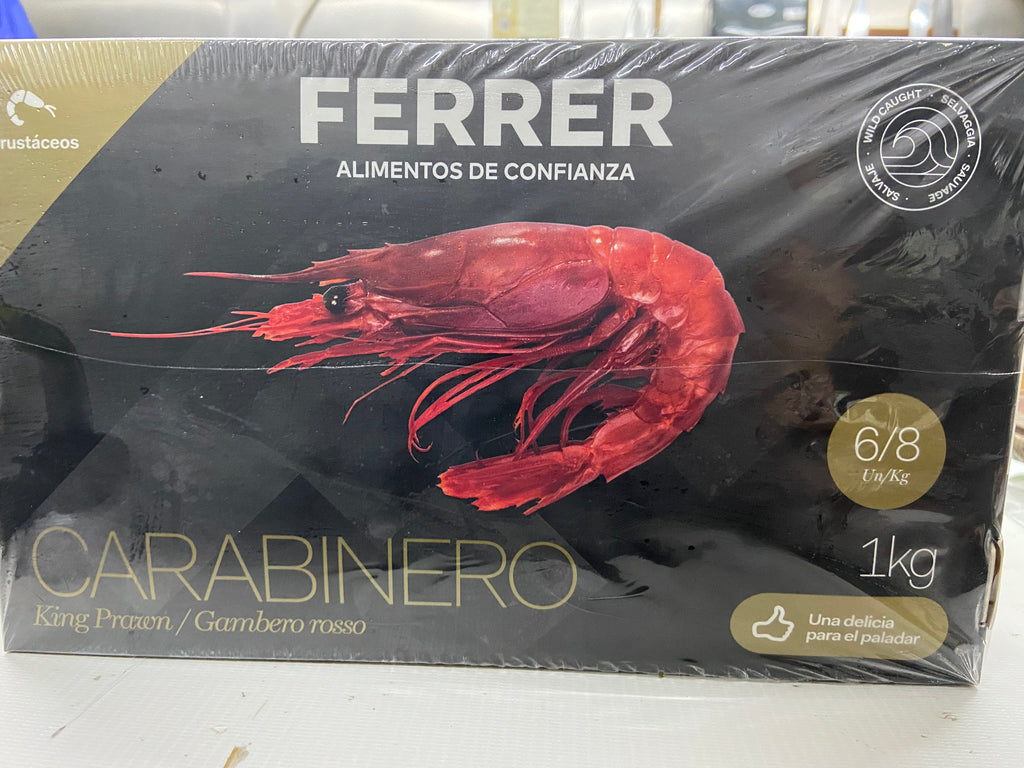 FERRER
ALIMENTOS DE CONFIANZA
rustáceos
WILD CAUGHT · SELVAGGIA · SAUVAGE · SALVAJE ·
6/8
Un/Kg
1kg
CARABINERO
King Prawn / Gambero rosso
Una delicia
para el paladar